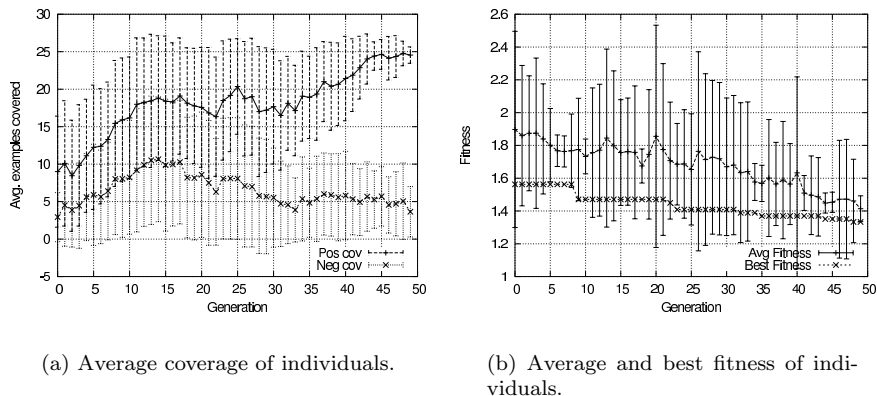 30
25
20
15
10
5
0
-5
Avg. examples covered
Pos cov
Neg cov
0 5 10 15 20 25 30 35 40 45 50
Generation
2.6
2.4
2.2
2
1.8
1.6
1.4
1.2
1
Fitness
Avg Fitness
Best Fitness
0 5 10 15 20 25 30 35 40 45 50
Generation
(a) Average coverage of individuals.
(b) Average and best fitness of indi-
viduals.